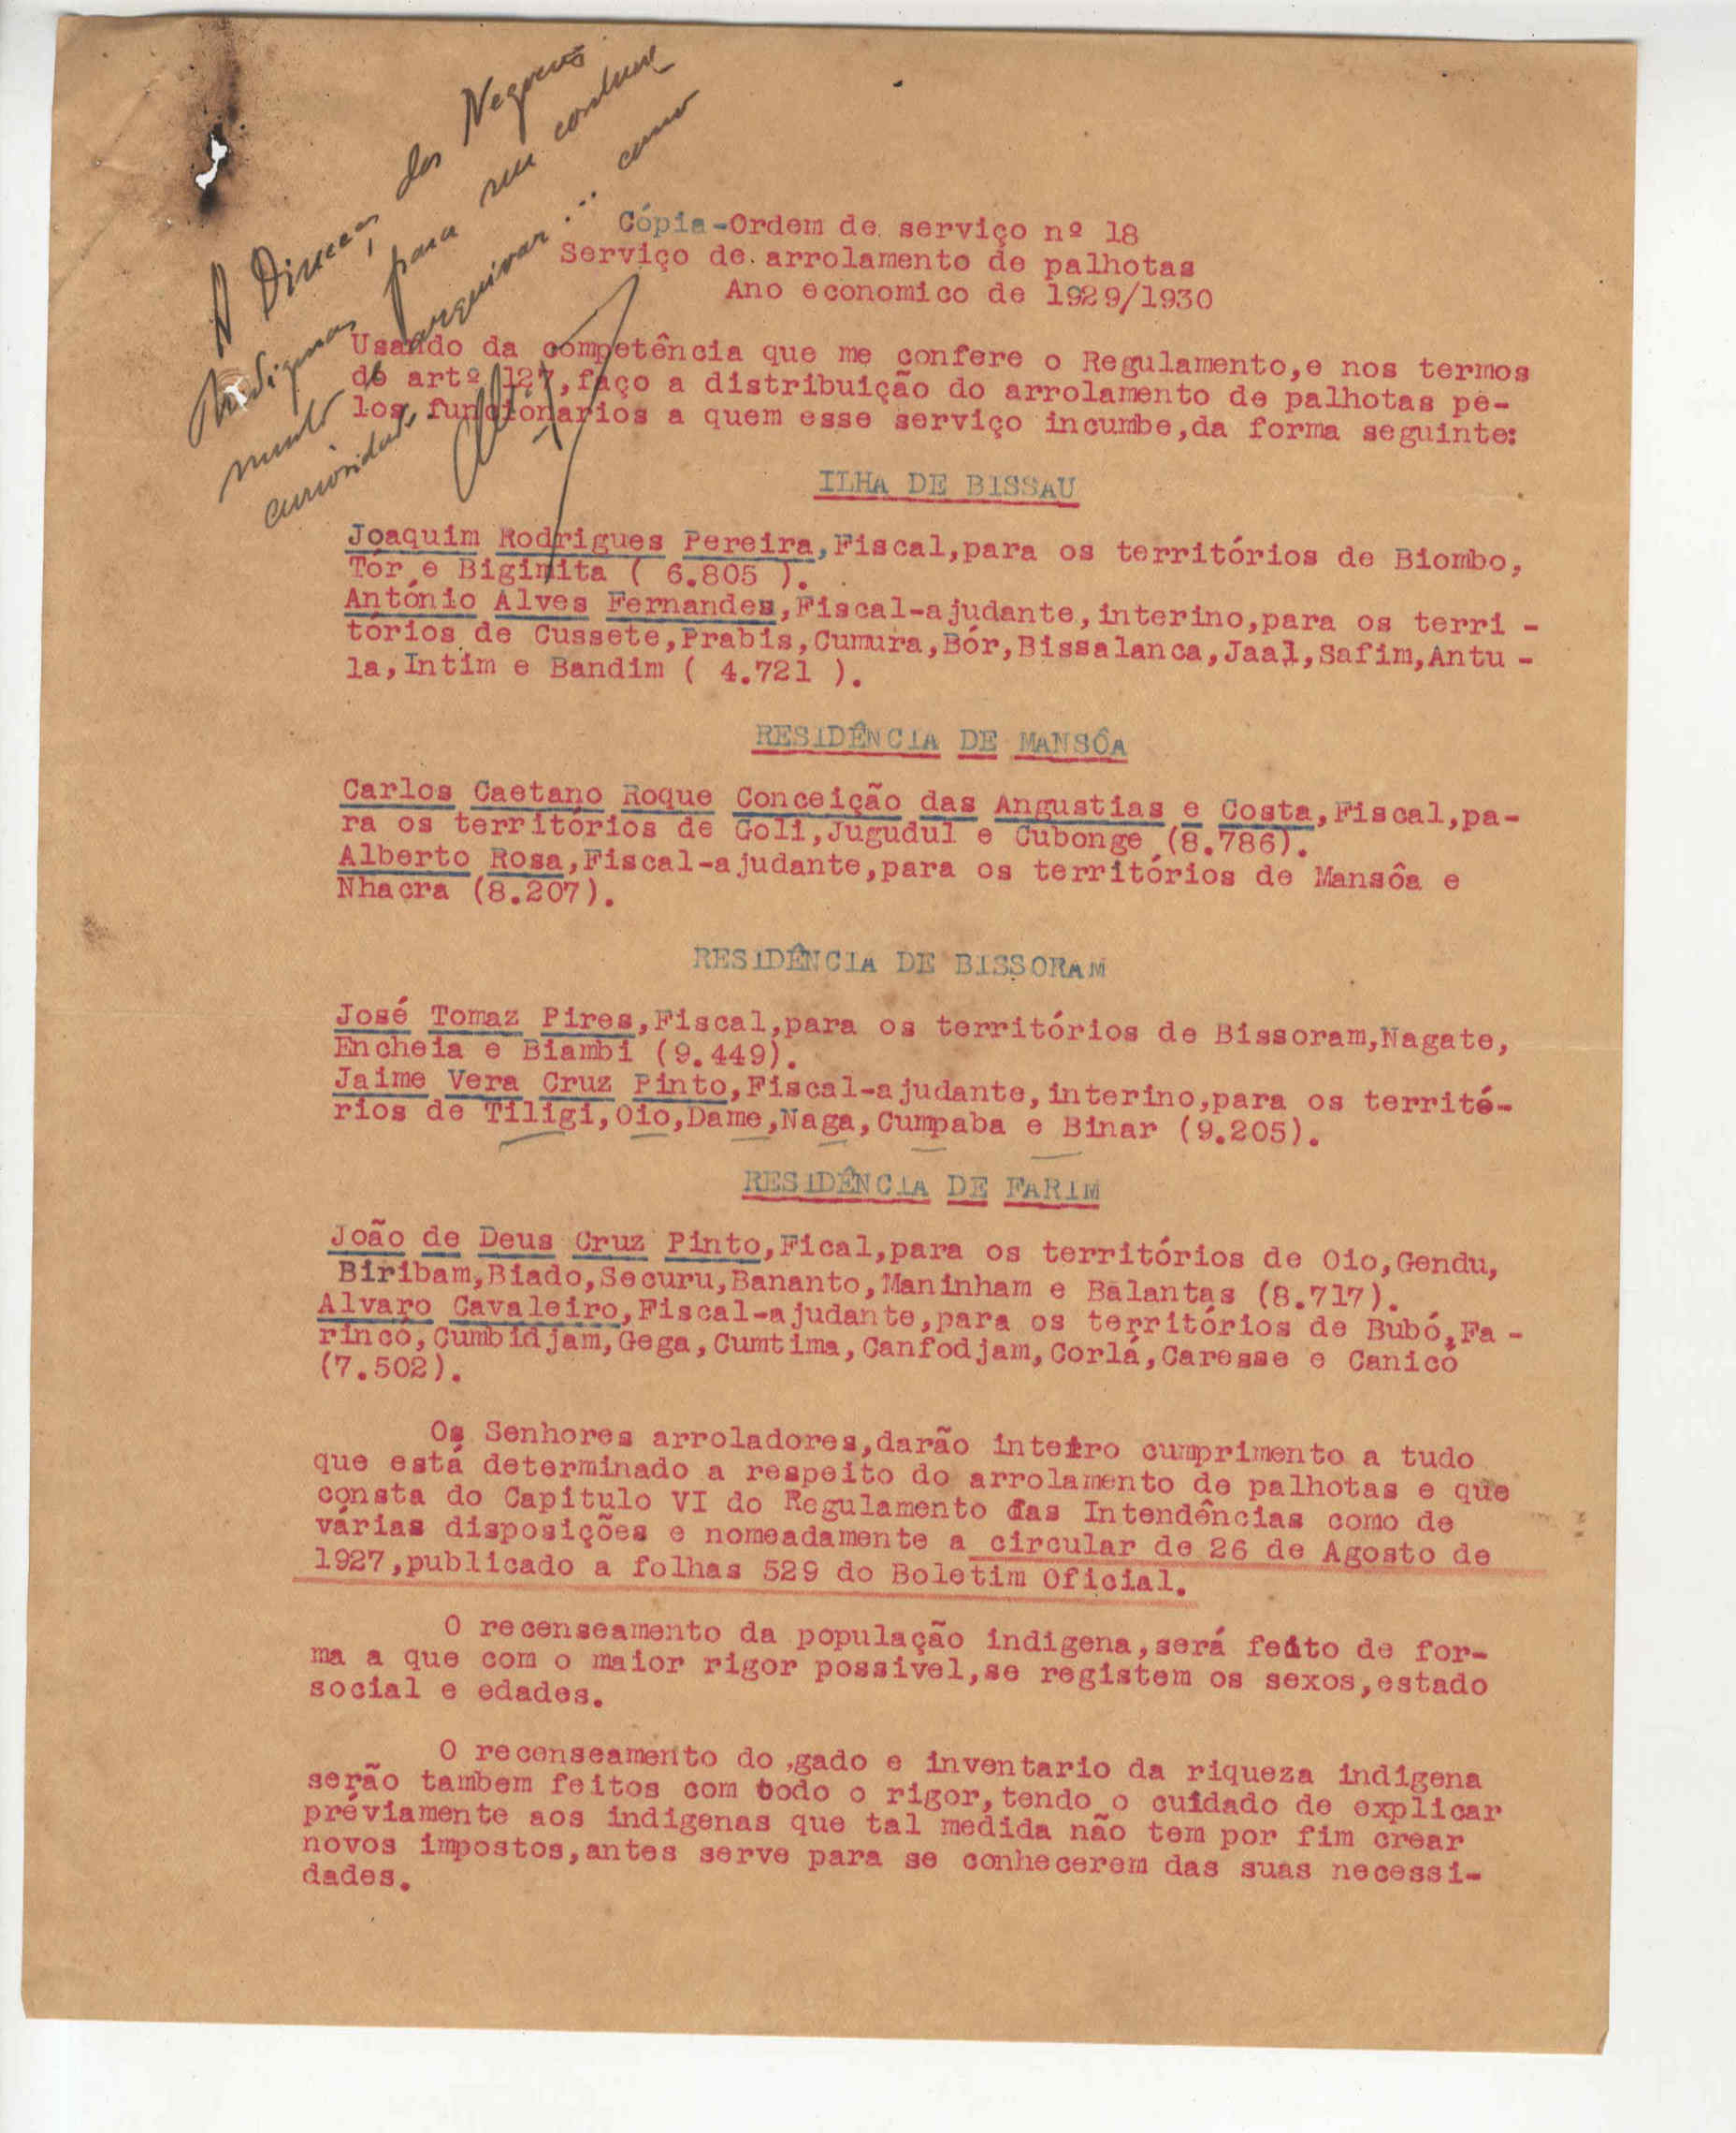 A Direcção dos Negocios
Indigenas, para seu conheci
mento e arquivar... como
curiosidade.
Cópia-Ordem de serviço nº 18
Serviço de arrolamento de palhotas
Ano economico de 1929/1930
Usando da competência que me confere o Regulamento,e nos termos
do artº 127,faço a distribuição do arrolamento de palhotas pe-
los funcionarios a quem esse serviço incumbe,da forma seguinte:
ILHA DE BISSAU
Joaquim Rodrigues Pereira,Fiscal,para os territórios de Biombo,
Tór e Biginita ( 6.805 ).
António Alves Fernandes,Fiscal-ajudante,interino,para os terri -
tórios de Cussete,Prabis,Cumura,Bór,Bissalanca,Jaal,Safim,Antu -
la,Intim e Bandim ( 4.721 ).
RESIDÊNCIA DE MANSÔA
Carlos Caetano Roque Conceição das Angustias e Costa,Fiscal,pa-
ra os territórios de Goli,Jugudul e Cubonge (8.786).
Alberto Rosa,Fiscal-ajudante,para os territórios de Mansôa e
Nhacra (8.207).
RESIDÊNCIA DE BISSORAM
José Tomaz Pires,Fiscal,para os territórios de Bissoram,Nagate,
Encheia e Biambi (9.449).
Jaime Vera Cruz Pinto,Fiscal-ajudante,interino,para os territó-
rios de Tiligi,Oio,Dame,Naga,Cumpaba e Binar (9.205).
RESIDÊNCIA DE FARIM
João de Deus Cruz Pinto,Fical,para os territórios de Oio,Gendu,
Biribam,Biado,Securu,Bananto,Maninham e Balantas (8.717).
Alvaro Cavaleiro,Fiscal-ajudante,para os territórios de Bubó,Fa -
rincó,Cumbidjam,Gega,Cumtima,Canfodjam,Corlá,Caresse e Canicó
(7.502).
Os Senhores arroladores,darão inteiro cumprimento a tudo
que está determinado a respeito do arrolamento de palhotas e que
consta do Capitulo VI do Regulamento das Intendências como de
várias disposições e nomeadamente a circular de 26 de Agosto de
1927,publicado a folhas 529 do Boletim Oficial.
O recenseamento da população indigena,será feito de for-
ma a que com o maior rigor possivel,se registem os sexos,estado
social e edades.
O recenseamento do gado e inventario da riqueza indigena
serão tambem feitos com todo o rigor,tendo o cuidado de explicar
préviamente aos indigenas que tal medida não tem por fim crear
novos impostos,antes serve para se conhecerem das suas necessi-
dades.